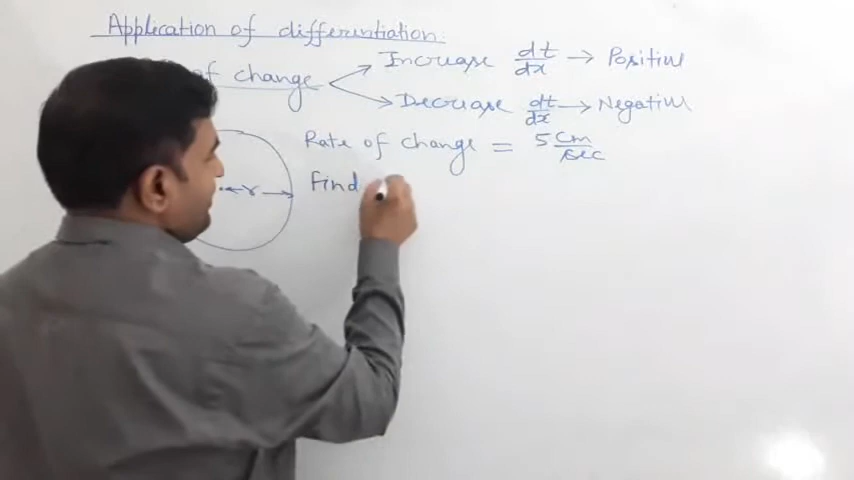 Application of differentiation
of change
Increase dt/dx → Positive
Decrease dt/dx → Negative
Rate of change = 5 cm/sec
r
Find